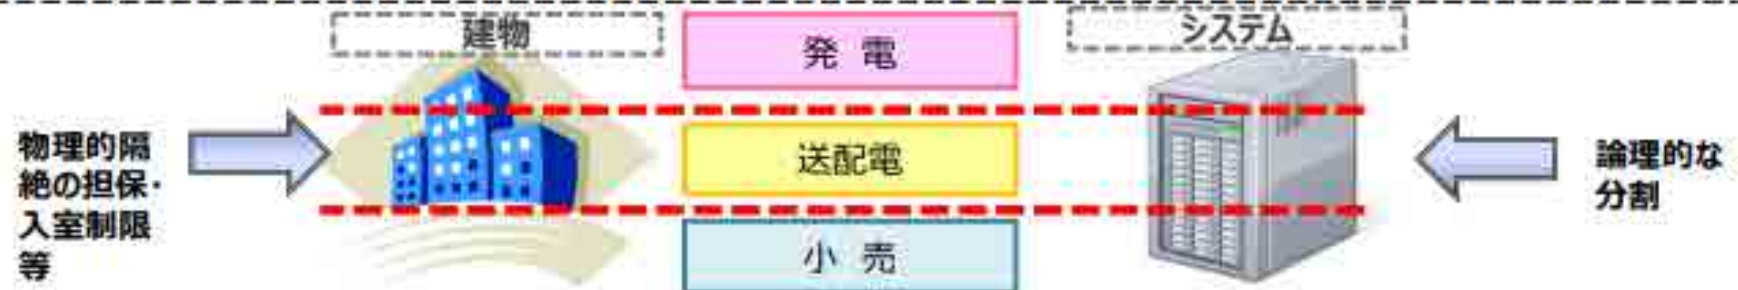 建物
発 電
システム
物理的隔
絶の担保・
入室制限
等
送配電
論理的な
分割
小 売